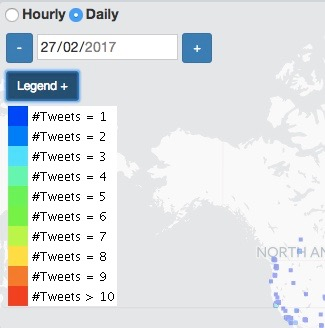 Hourly Daily
- 27/02/2017 +
Legend +
#Tweets = 1
#Tweets = 2
#Tweets = 3
#Tweets = 4
#Tweets = 5
#Tweets = 6
#Tweets = 7
#Tweets = 8
#Tweets = 9
#Tweets > 10
NORTH AM